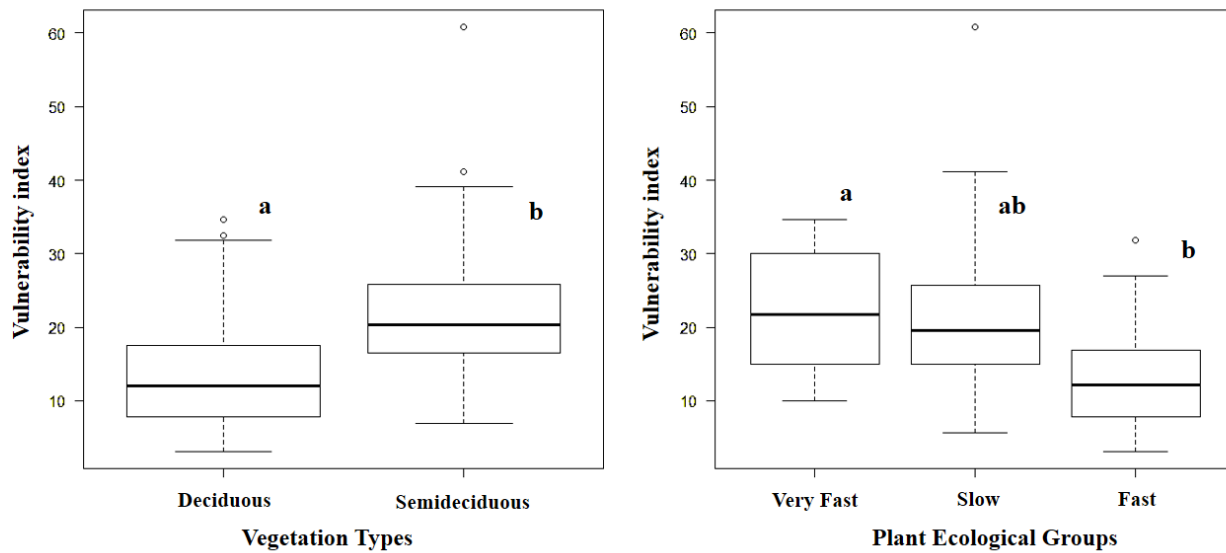 Vulnerability index
60
50
40
30
20
10
a
b
Deciduous
Semideciduous
Vegetation Types
Vulnerability index
60
50
40
30
20
10
a
ab
b
Very Fast
Slow
Fast
Plant Ecological Groups